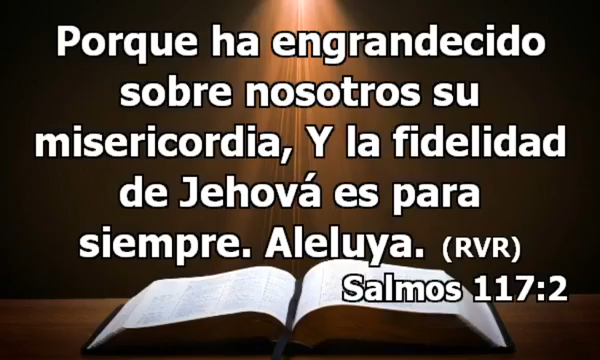 Porque ha engrandecido
sobre nosotros su
misericordia, Y la fidelidad
de Jehová es para
siempre. Aleluya. (RVR)
Salmos 117:2